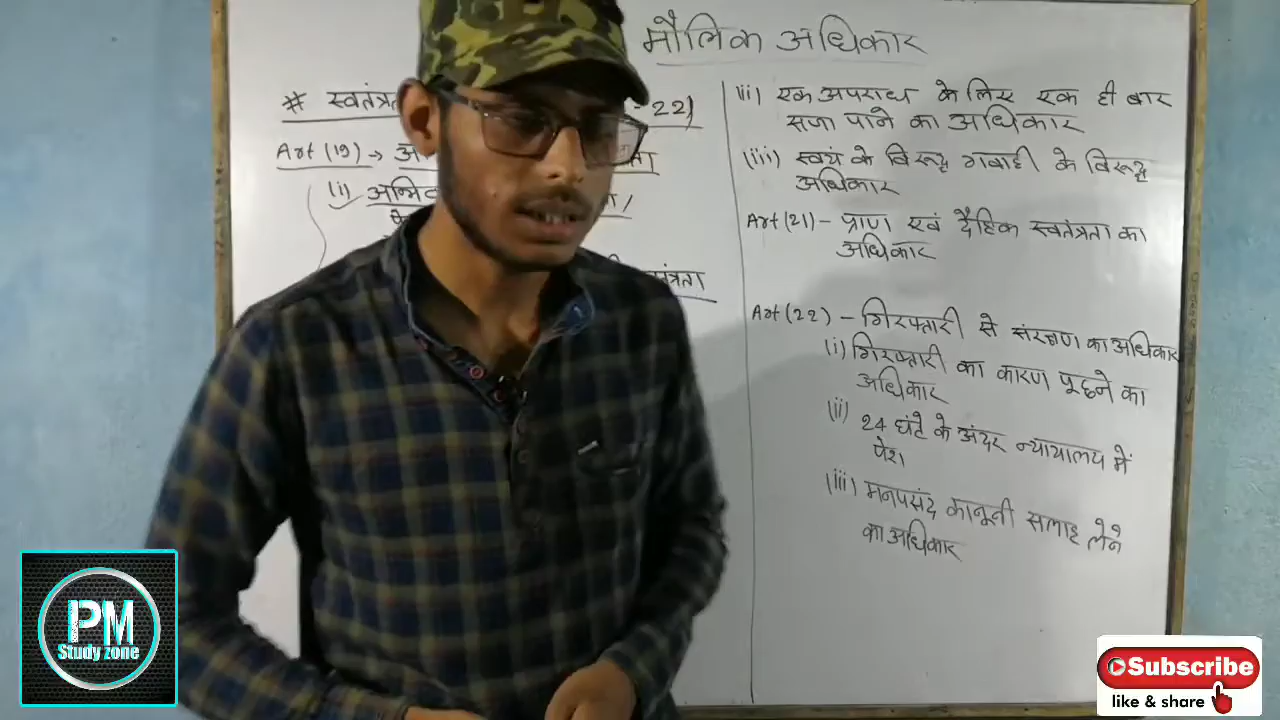 मौलिक अधिकार
# स्वतंत्रत - 22)
Art (19) → अ
(i) अभिव
ii) एक अपराध के लिए एक ही बार
सजा पाने का अधिकार
(iii) स्वयं के विरूद्ध गवाही के विरूद्ध
अधिकार
Art (21) - प्राण एवं दैहिक स्वतंत्रता का
अधिकार
Art (22) - गिरफ्तारी से संरक्षण का अधिकार
(i) गिरफ्तारी का कारण पूछने का
अधिकार
(ii) 24 घंटे के अंदर न्यायालय में
पेश।
(iii) मनपसंद कानूनी सलाह लेने
का अधिकार
PM
Study zone
Subscribe
like & share